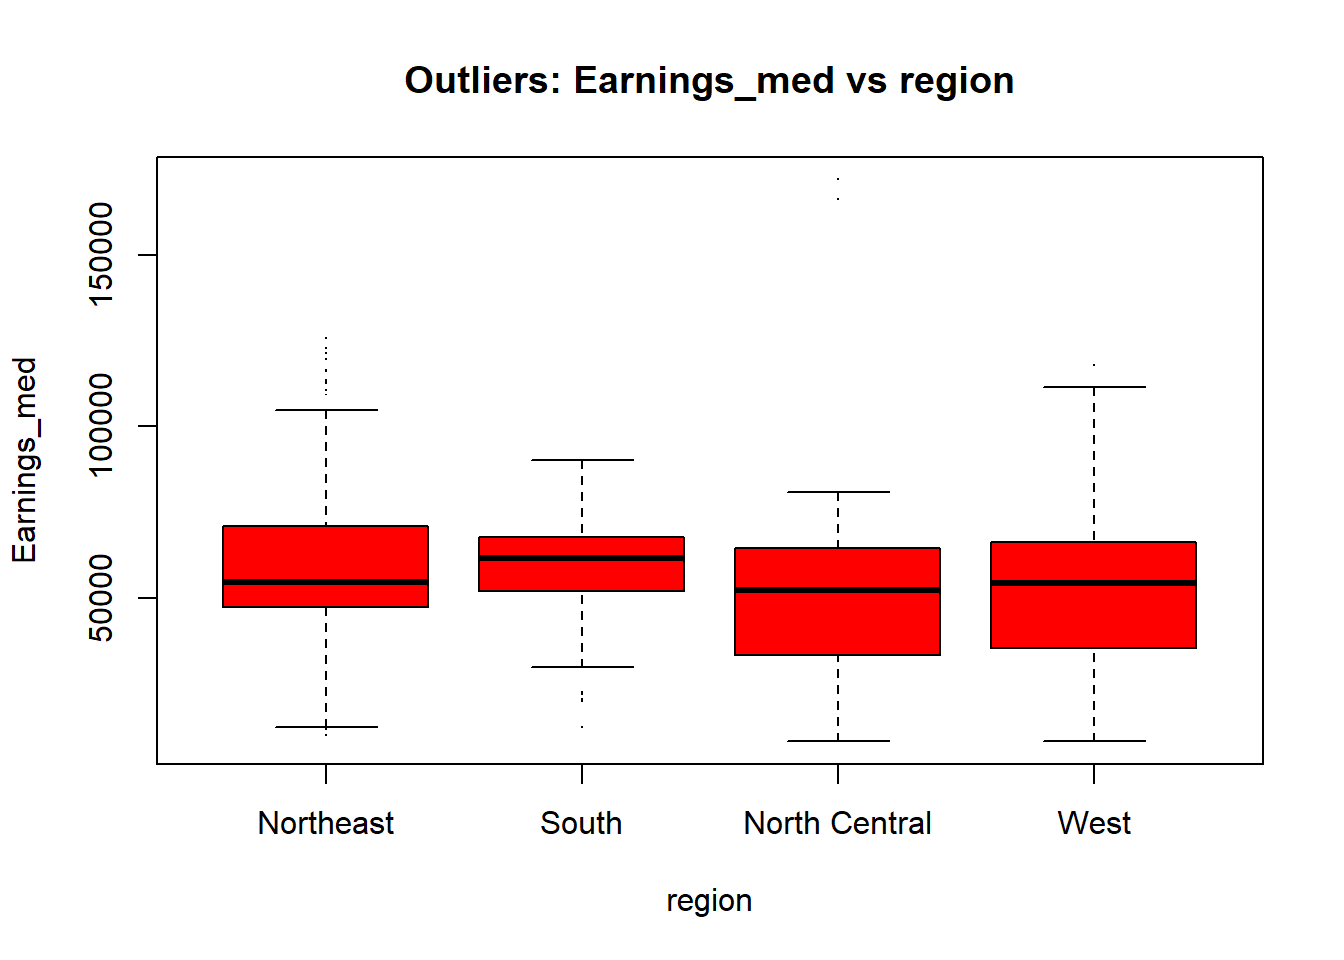 Outliers: Earnings_med vs region
Earnings_med
150000
100000
50000
Northeast
South
North Central
West
region